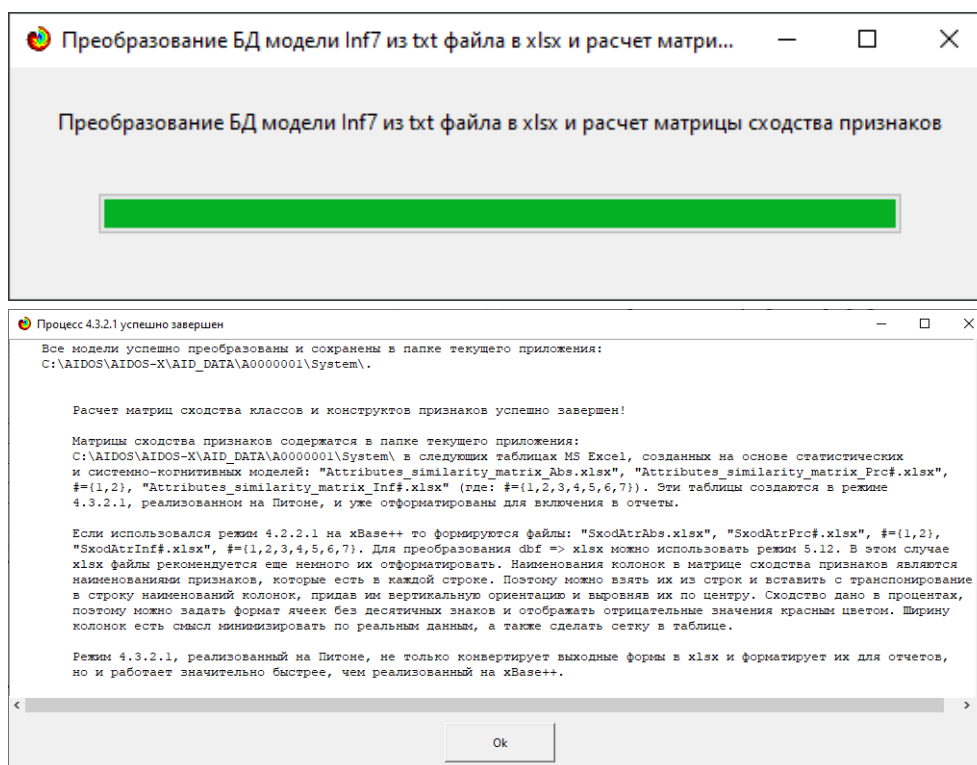 Преобразование БД модели Inf7 из txt файла в xlsx и расчет матри...
Преобразование БД модели Inf7 из txt файла в xlsx и расчет матрицы сходства признаков
Процесс 4.3.2.1 успешно завершен
Все модели успешно преобразованы и сохранены в папке текущего приложения:
C:\AIDOS\AIDOS-X\AID_DATA\A0000001\System\.
Расчет матриц сходства классов и конструктов признаков успешно завершен!
Матрицы сходства признаков содержатся в папке текущего приложения:
C:\AIDOS\AIDOS-X\AID_DATA\A0000001\System\ в следующих таблицах MS Excel, созданных на основе статистических
и системно-когнитивных моделей: "Attributes_similarity_matrix_Abs.xlsx", "Attributes_similarity_matrix_Prc#.xlsx",
#={1,2}, "Attributes_similarity_matrix_Inf#.xlsx" (где: #={1,2,3,4,5,6,7}). Эти таблицы создаются в режиме
4.3.2.1, реализованном на Питоне, и уже отформатированы для включения в отчеты.
Если использовался режим 4.2.2.1 на xBase++ то формируются файлы: "SxodAtrAbs.xlsx", "SxodAtrPrc#.xlsx", #={1,2},
"SxodAtrInf#.xlsx", #={1,2,3,4,5,6,7}. Для преобразования dbf => xlsx можно использовать режим 5.12. В этом случае
xlsx файлы рекомендуется еще немного их отформатировать. Наименования колонок в матрице сходства признаков являются
наименованиями признаков, которые есть в каждой строке. Поэтому можно взять их из строк и вставить с транспонирование
в строку наименований колонок, придав им вертикальную ориентацию и выровняв их по центру. Сходство дано в процентах,
поэтому можно задать формат ячеек без десятичных знаков и отображать отрицательные значения красным цветом. Ширину
колонок есть смысл минимизировать по реальным данным, а также сделать сетку в таблице.
Режим 4.3.2.1, реализованный на Питоне, не только конвертирует выходные формы в xlsx и форматирует их для отчетов,
но и работает значительно быстрее, чем реализованный на xBase++.
Ok